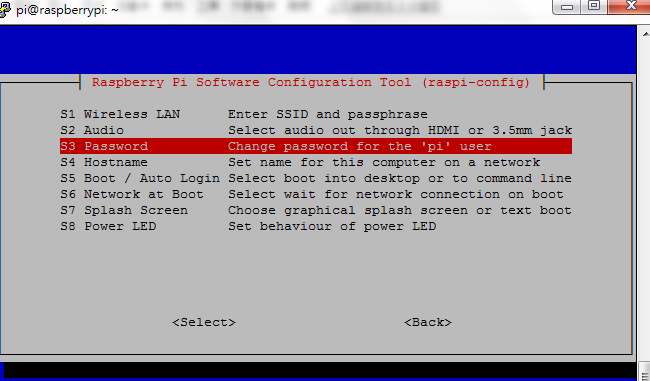 pi@raspberrypi: ~
Raspberry Pi Software Configuration Tool (raspi-config)
S1 Wireless LAN Enter SSID and passphrase
S2 Audio Select audio out through HDMI or 3.5mm jack
S3 Password Change password for the 'pi' user
S4 Hostname Set name for this computer on a network
S5 Boot / Auto Login Select boot into desktop or to command line
S6 Network at Boot Select wait for network connection on boot
S7 Splash Screen Choose graphical splash screen or text boot
S8 Power LED Set behaviour of power LED
<Select> <Back>